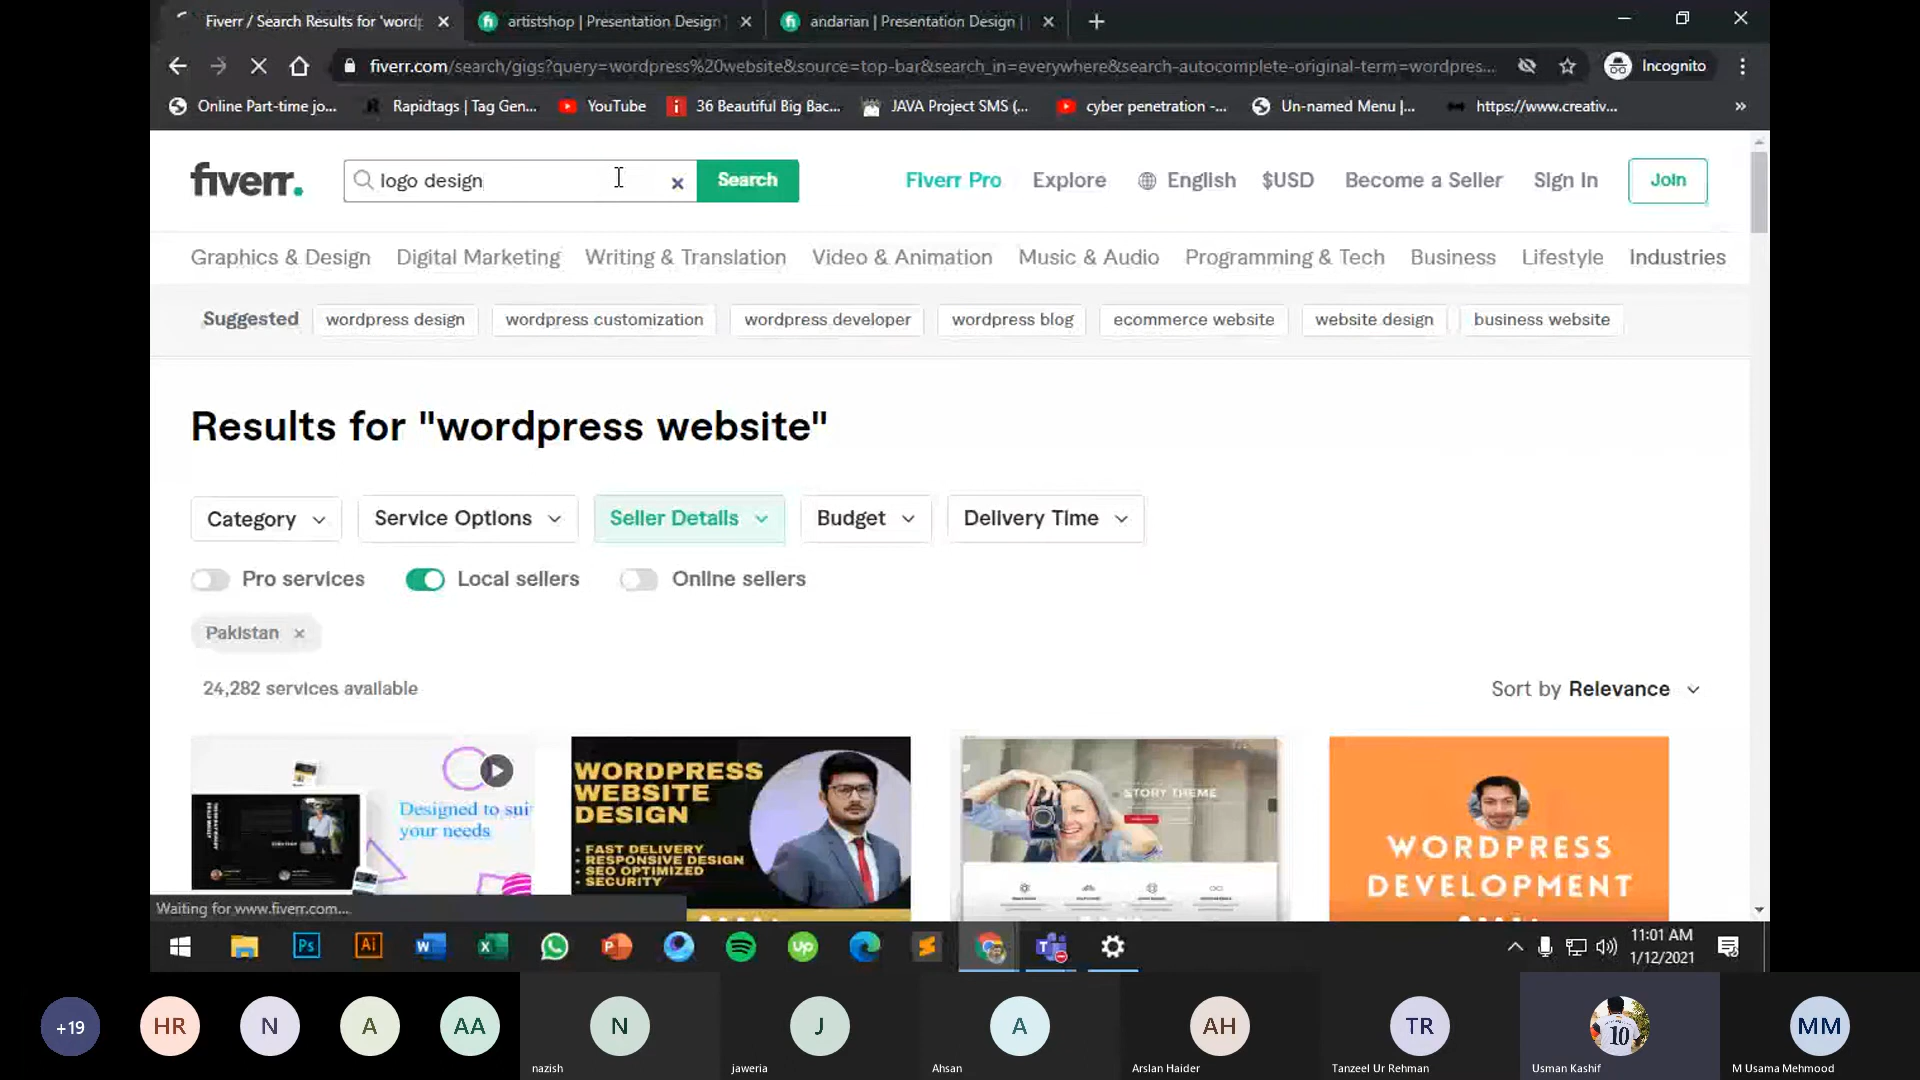 Fiverr / Search Results for 'wordp
artistshop | Presentation Design
andarian | Presentation Design |
fiverr.com/search/gigs?query=wordpress%20website&source=top-bar&search_in=everywhere&search-autocomplete-original-term=wordpres...
Incognito
Online Part-time jo...
Rapidtags | Tag Gen...
YouTube
36 Beautiful Big Bac...
JAVA Project SMS (...
cyber penetration -...
Un-named Menu |...
https://www.creativ...
»
fiverr.
logo design
Search
Fiverr Pro
Explore
English
$USD
Become a Seller
Sign In
Join
Graphics & Design
Digital Marketing
Writing & Translation
Video & Animation
Music & Audio
Programming & Tech
Business
Lifestyle
Industries
Suggested
wordpress design
wordpress customization
wordpress developer
wordpress blog
ecommerce website
website design
business website
Results for "wordpress website"
Category
Service Options
Seller Details
Budget
Delivery Time
Pro services
Local sellers
Online sellers
Pakistan
24,282 services available
Sort by Relevance
Designed to sui
your needs
WORDPRESS
WEBSITE
DESIGN
• FAST DELIVERY
• RESPONSIVE DESIGN
• SEO OPTIMIZED
• SECURITY
STORY THEME
WORDPRESS
DEVELOPMENT
Waiting for www.fiverr.com...
Ps
Ai
Up
11:01 AM
1/12/2021
+19
HR
N
A
AA
N
nazish
J
jaweria
A
Ahsan
AH
Arslan Haider
TR
Tanzeel Ur Rehman
10
Usman Kashif
MM
M Usama Mehmood